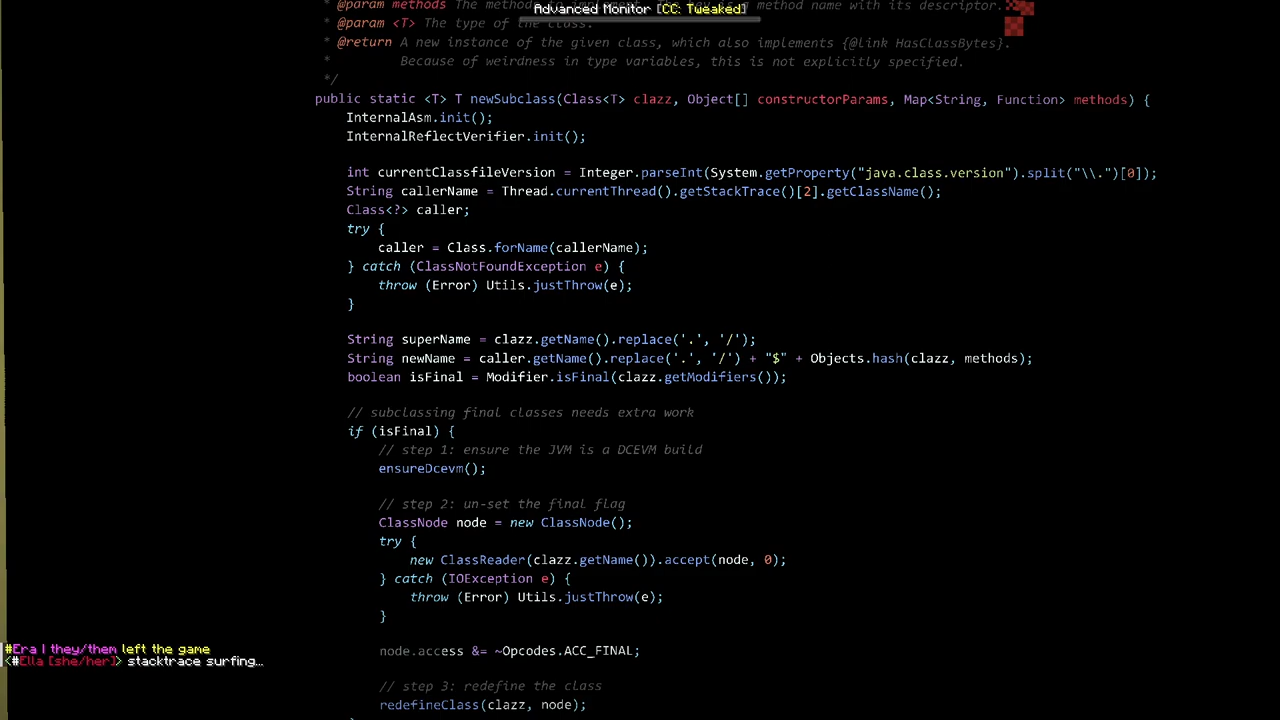 Advanced Monitor [CC: Tweaked]
* @param methods The method name with its descriptor.
* @param <T> The type of the class.
* @return A new instance of the given class, which also implements {@link HasClassBytes}.
* Because of weirdness in type variables, this is not explicitly specified.
*/
public static <T> T newSubclass(Class<T> clazz, Object[] constructorParams, Map<String, Function> methods) {
InternalAsm.init();
InternalReflectVerifier.init();
int currentClassfileVersion = Integer.parseInt(System.getProperty("java.class.version").split("\\.")[0]);
String callerName = Thread.currentThread().getStackTrace()[2].getClassName();
Class<?> caller;
try {
caller = Class.forName(callerName);
} catch (ClassNotFoundException e) {
throw (Error) Utils.justThrow(e);
}
String superName = clazz.getName().replace('.', '/');
String newName = caller.getName().replace('.', '/') + "$" + Objects.hash(clazz, methods);
boolean isFinal = Modifier.isFinal(clazz.getModifiers());
// subclassing final classes needs extra work
if (isFinal) {
// step 1: ensure the JVM is a DCEVM build
ensureDcevm();
// step 2: un-set the final flag
ClassNode node = new ClassNode();
try {
new ClassReader(clazz.getName()).accept(node, 0);
} catch (IOException e) {
throw (Error) Utils.justThrow(e);
}
node.access &= ~Opcodes.ACC_FINAL;
// step 3: redefine the class
redefineClass(clazz, node);
#Era | they/them left the game
<#Ella [she/her]> stacktrace surfing...